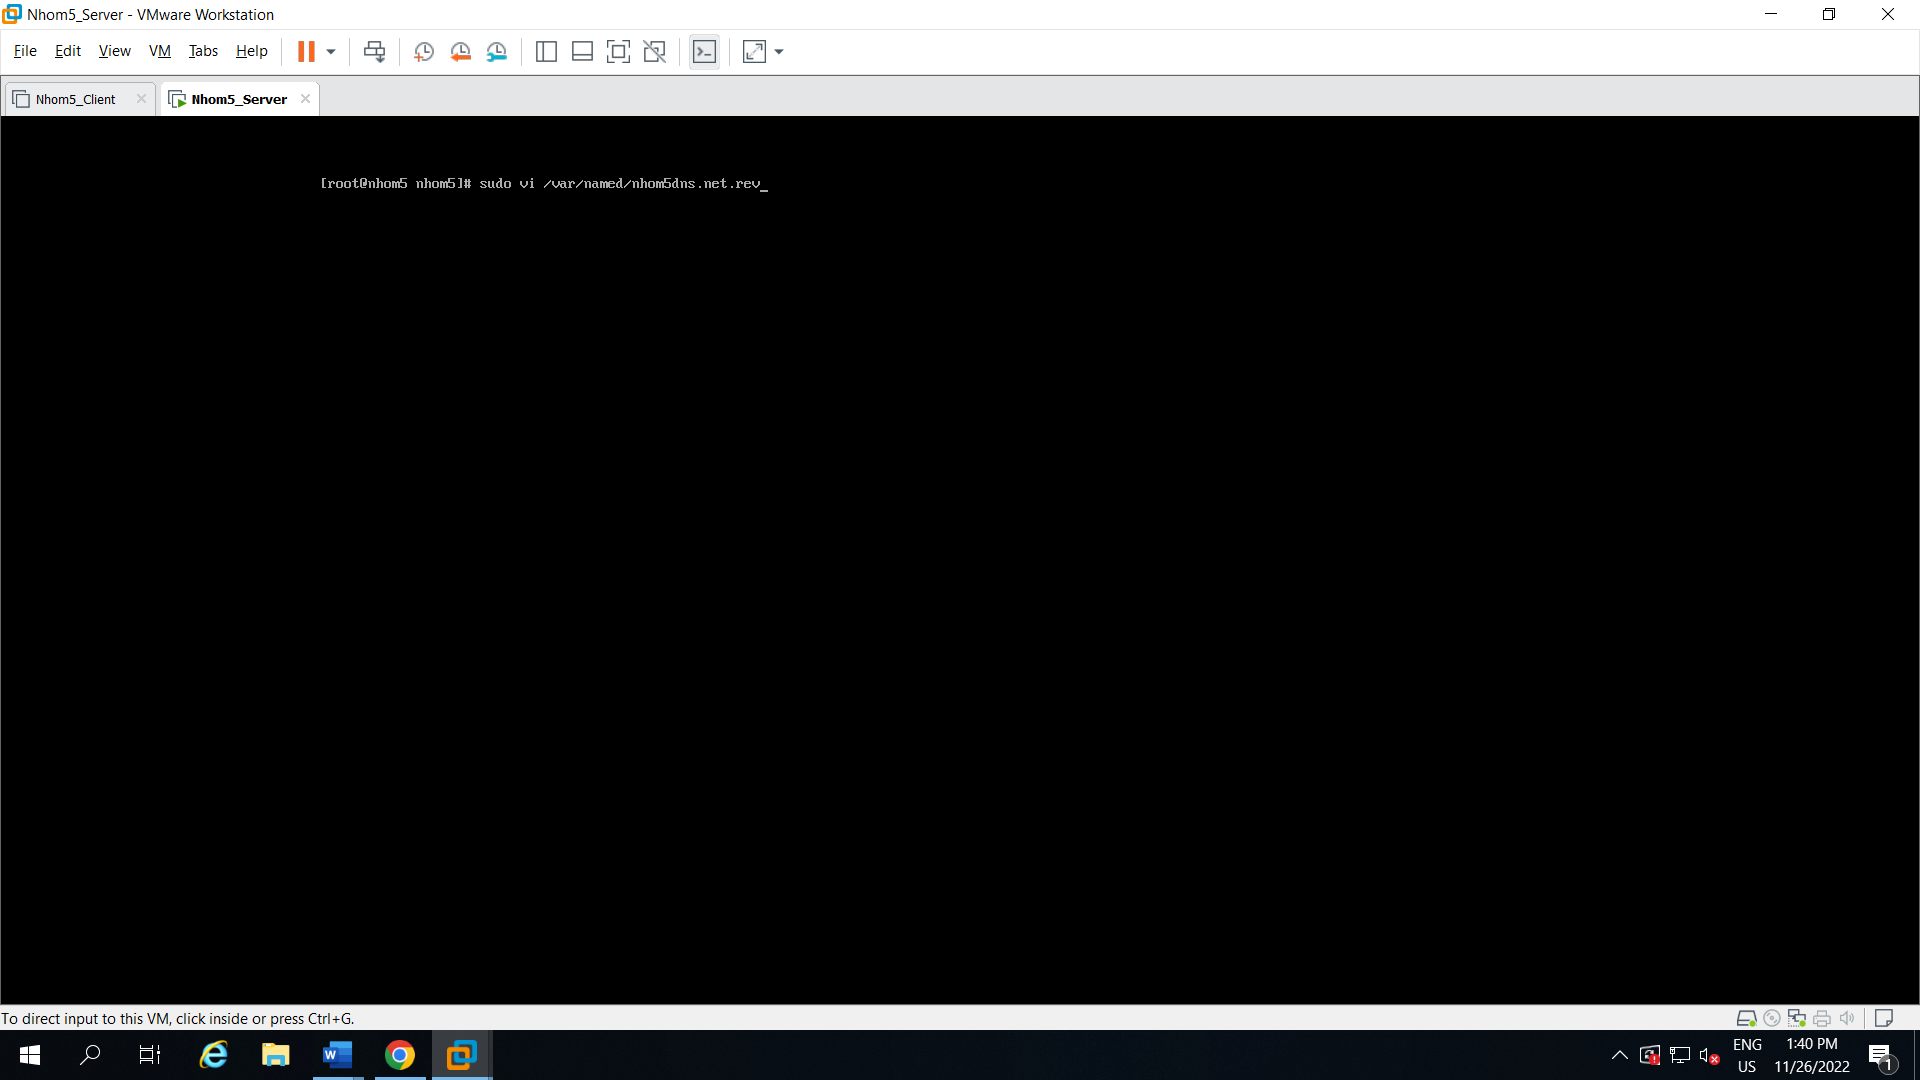 Nhom5_Server - VMware Workstation
File Edit View VM Tabs Help
Nhom5_Client Nhom5_Server
[root@nhom5 nhom5]# sudo vi /var/named/nhom5dns.net.rev_
To direct input to this VM, click inside or press Ctrl+G.
ENG 1:40 PM
US 11/26/2022
1